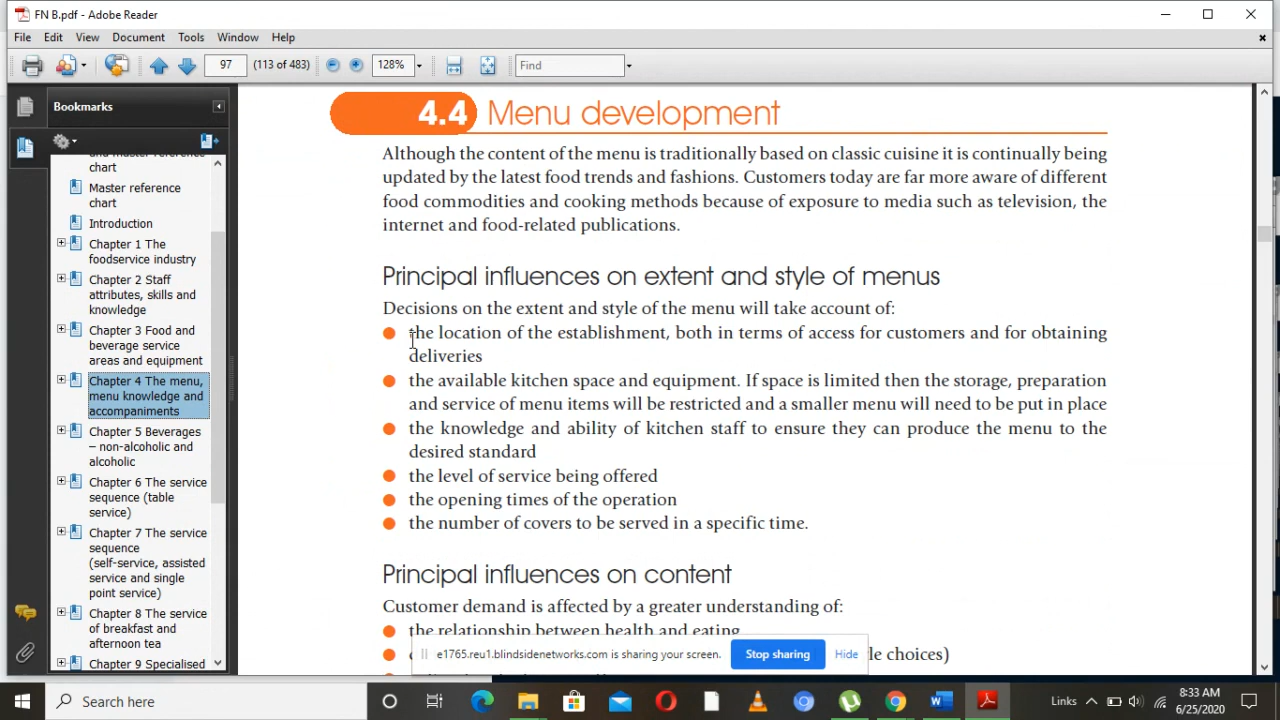 FN B.pdf - Adobe Reader
File Edit View Document Tools Window Help
97 (113 of 483) 128% Find
Bookmarks
and master reference
chart
Master reference
chart
Introduction
Chapter 1 The
foodservice industry
Chapter 2 Staff
attributes, skills and
knowledge
Chapter 3 Food and
beverage service
areas and equipment
Chapter 4 The menu,
menu knowledge and
accompaniments
Chapter 5 Beverages
– non-alcoholic and
alcoholic
Chapter 6 The service
sequence (table
service)
Chapter 7 The service
sequence
(self-service, assisted
service and single
point service)
Chapter 8 The service
of breakfast and
afternoon tea
Chapter 9 Specialised
4.4 Menu development
Although the content of the menu is traditionally based on classic cuisine it is continually being
updated by the latest food trends and fashions. Customers today are far more aware of different
food commodities and cooking methods because of exposure to media such as television, the
internet and food-related publications.
Principal influences on extent and style of menus
Decisions on the extent and style of the menu will take account of:
the location of the establishment, both in terms of access for customers and for obtaining
deliveries
the available kitchen space and equipment. If space is limited then the storage, preparation
and service of menu items will be restricted and a smaller menu will need to be put in place
the knowledge and ability of kitchen staff to ensure they can produce the menu to the
desired standard
the level of service being offered
the opening times of the operation
the number of covers to be served in a specific time.
Principal influences on content
Customer demand is affected by a greater understanding of:
the relationship between health and eating
choices)
e1765.reu1.blindsidenetworks.com is sharing your screen. Stop sharing Hide
Type here to search
Links 8:33 AM
6/25/2020